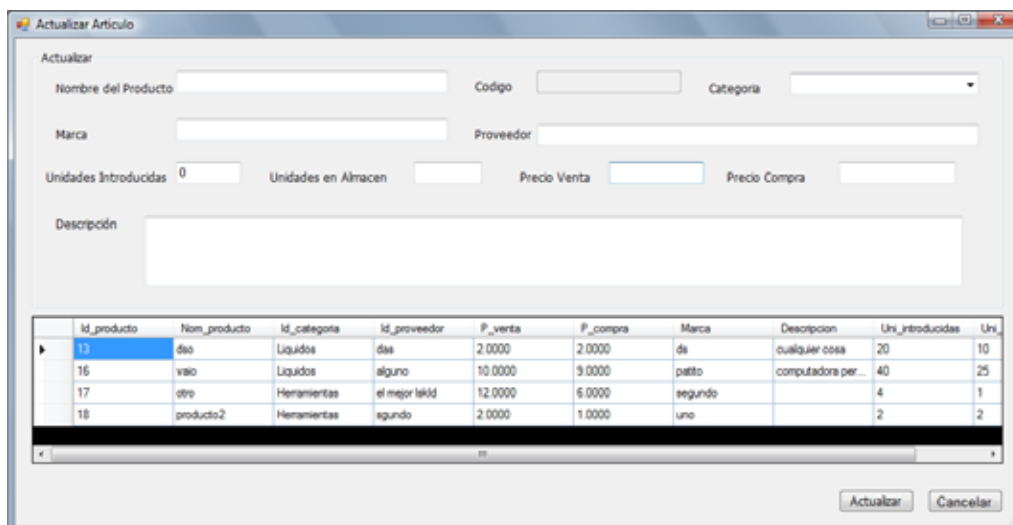 Actualizar Articulo
Actualizar
Nombre del Producto Codigo Categoria
Marca Proveedor
Unidades Introducidas 0 Unidades en Almacen Precio Venta Precio Compra
Descripción
Id_producto Nom_producto Id_categoria Id_proveedor P_venta P_compra Marca Descripcion Uni_introducidas Uni_
13 dso Liquidos das 2.0000 2.0000 ds cualquier cosa 20 10
16 vaio Liquidos alguno 10.0000 9.0000 patito computadora per... 40 25
17 otro Herramientas el mejor 12.0000 6.0000 segundo 4 1
18 producto2 Herramientas sgundo 2.0000 1.0000 uno 2 2
Actualizar Cancelar